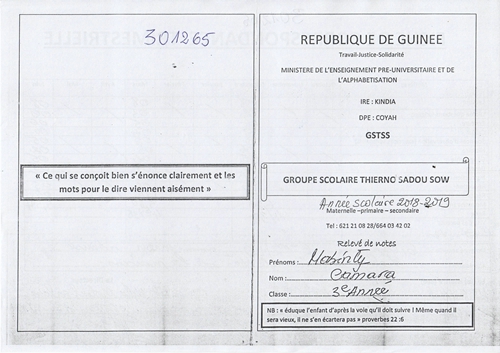 301265
« Ce qui se conçoit bien s'énonce clairement et les
mots pour le dire viennent aisément »
REPUBLIQUE DE GUINEE
Travail-Justice-Solidarité
MINISTERE DE L'ENSEIGNEMENT PRE-UNIVERSITAIRE ET DE
L'ALPHABETISATION
IRE : KINDIA
DPE : COYAH
GSTSS
GROUPE SCOLAIRE THIERNO SADOU SOW
Année scolaire 2018-2019
Maternelle –primaire – secondaire
Tel : 621 21 08 28/664 03 42 02
Relevé de notes
Prénoms :
Nom : Camara
Classe : 3e Année
NB : « éduque l'enfant d'après la voie qu'il doit suivre ! Même quand il
sera vieux, il ne s'en écartera pas » proverbes 22 :6